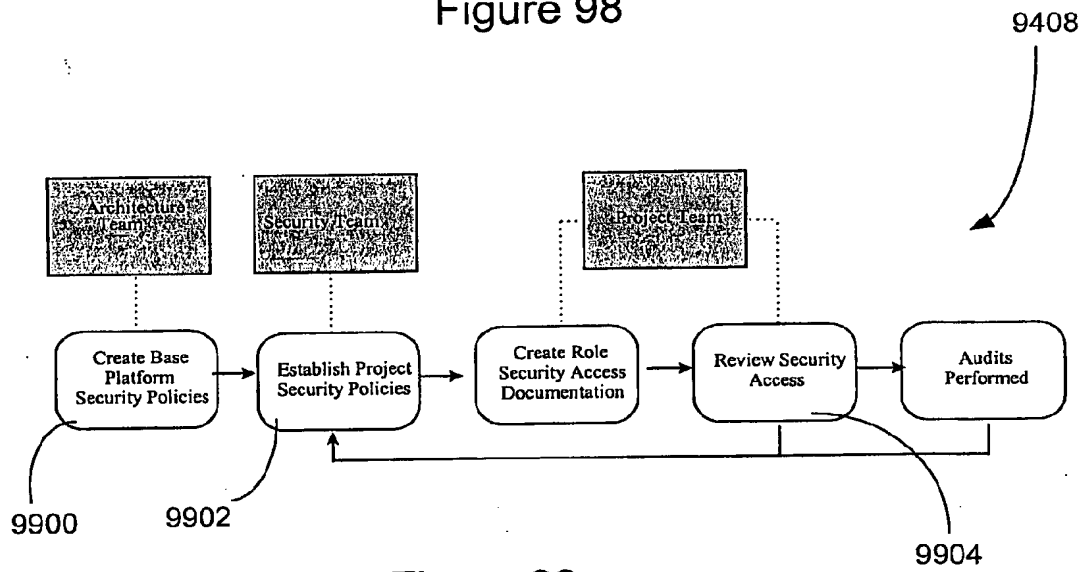 Figure 98
9408
Architecture
Team
Security Team
Project Team
Create Base
Platform
Security Policies
Establish Project
Security Policies
Create Role
Security Access
Documentation
Review Security
Access
Audits
Performed
9900
9902
9904